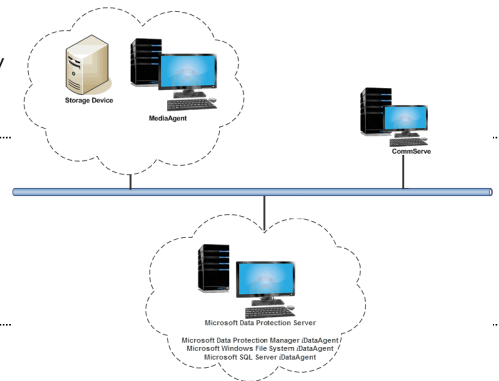 y
Storage Device
MediaAgent
CommServe
Microsoft Data Protection Server
Microsoft Data Protection Manager iDataAgent/
Microsoft Windows File System iDataAgent/
Microsoft SQL Server iDataAgent